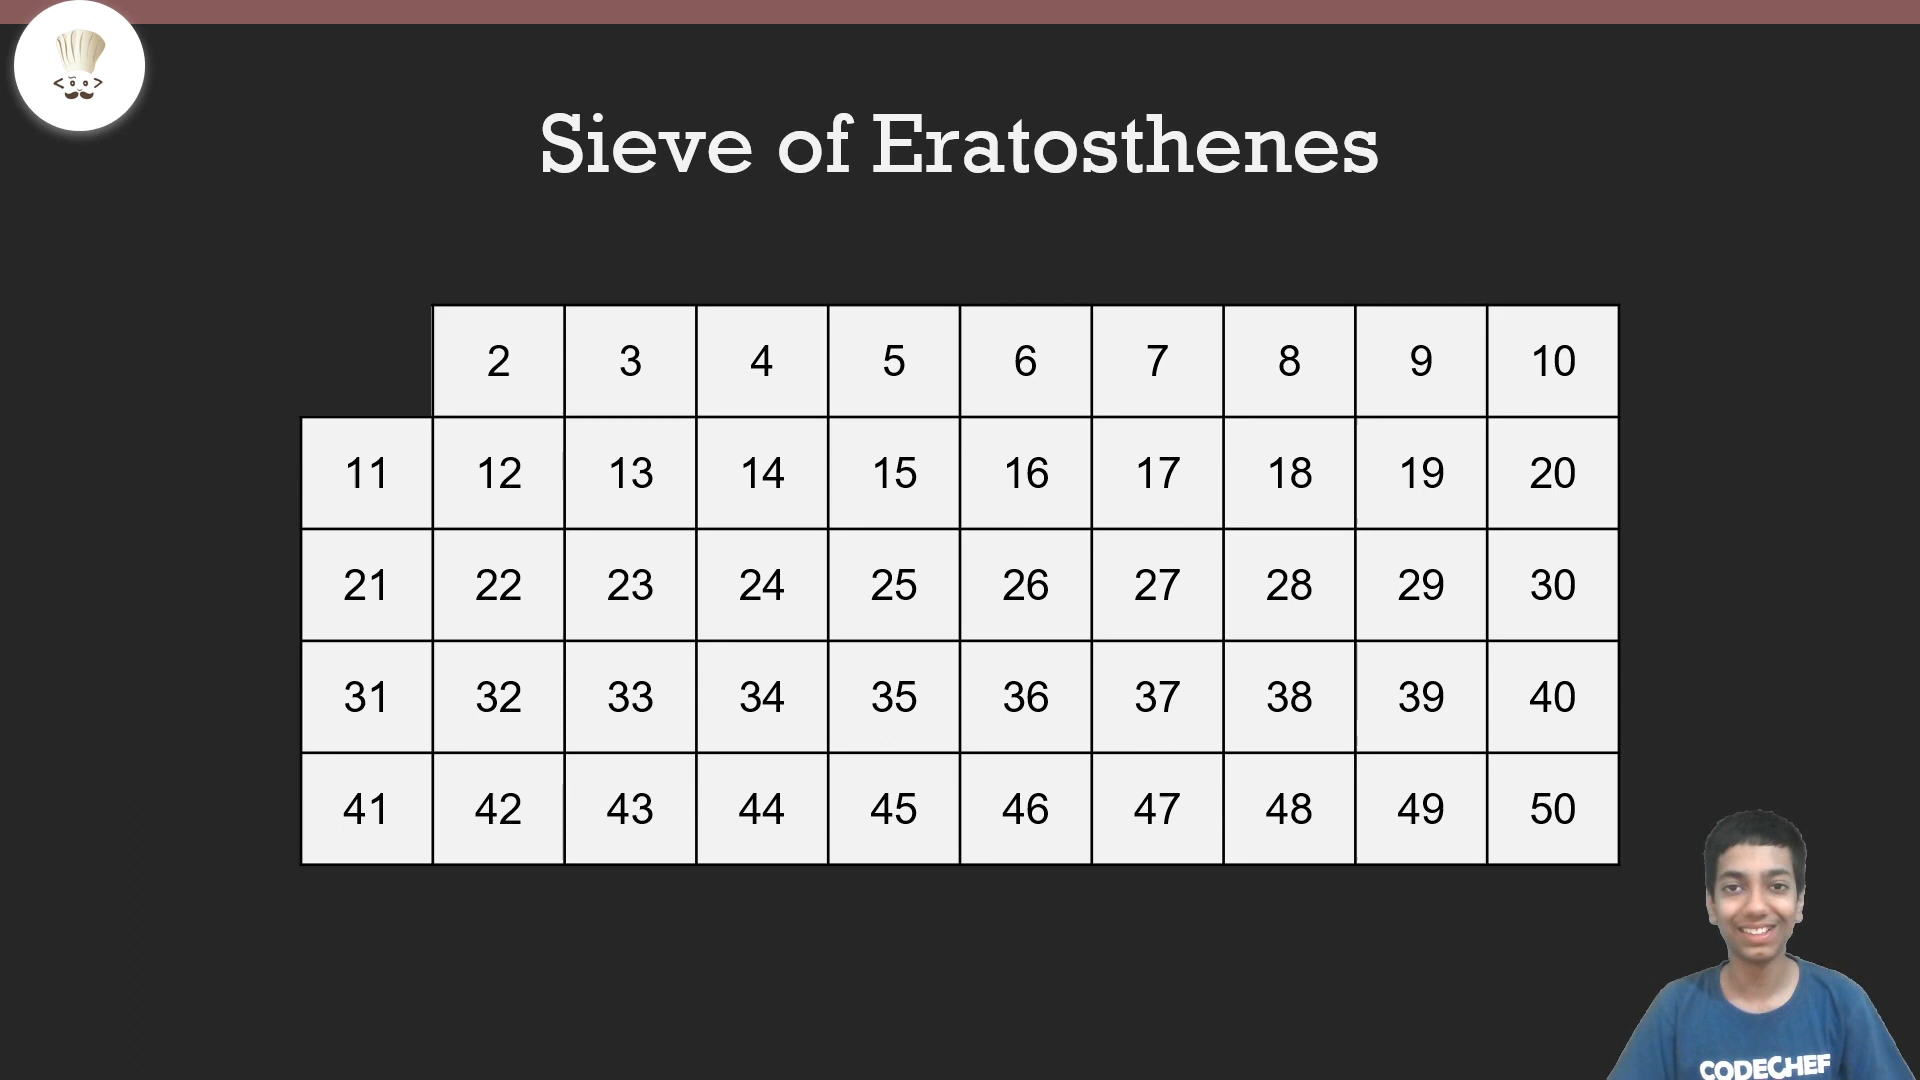 Sieve of Eratosthenes
2 3 4 5 6 7 8 9 10
11 12 13 14 15 16 17 18 19 20
21 22 23 24 25 26 27 28 29 30
31 32 33 34 35 36 37 38 39 40
41 42 43 44 45 46 47 48 49 50
CODECHEF